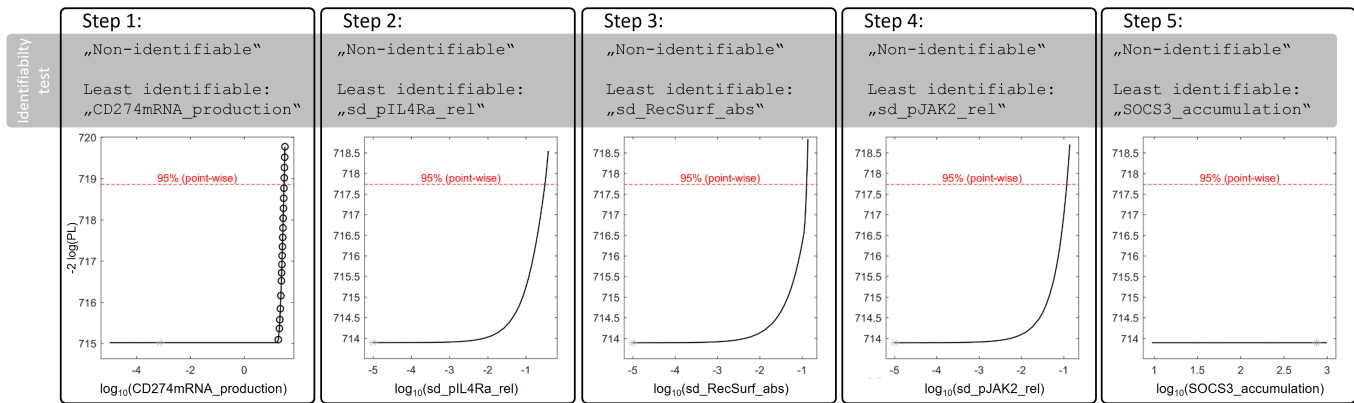 Step 1:
Step 2:
Step 3:
Step 4:
Step 5:
Identifiabilty
test
„Non-identifiable“
Least identifiable:
„CD274mRNA_production“
„Non-identifiable“
Least identifiable:
„sd_pIL4Ra_rel“
„Non-identifiable“
Least identifiable:
„sd_RecSurf_abs“
„Non-identifiable“
Least identifiable:
„sd_pJAK2_rel“
„Non-identifiable“
Least identifiable:
„SOCS3_accumulation“
-2 log(PL)
720
719
718
717
716
715
95% (point-wise)
-4 -2 0 2
log10(CD274mRNA_production)
718.5
718
717.5
717
716.5
716
715.5
715
714.5
714
95% (point-wise)
-5 -4 -3 -2 -1
log10(sd_pIL4Ra_rel)
718.5
718
717.5
717
716.5
716
715.5
715
714.5
714
95% (point-wise)
-5 -4 -3 -2 -1
log10(sd_RecSurf_abs)
718.5
718
717.5
717
716.5
716
715.5
715
714.5
714
95% (point-wise)
-5 -4 -3 -2 -1
log10(sd_pJAK2_rel)
718.5
718
717.5
717
716.5
716
715.5
715
714.5
714
95% (point-wise)
1 1.5 2 2.5 3
log10(SOCS3_accumulation)